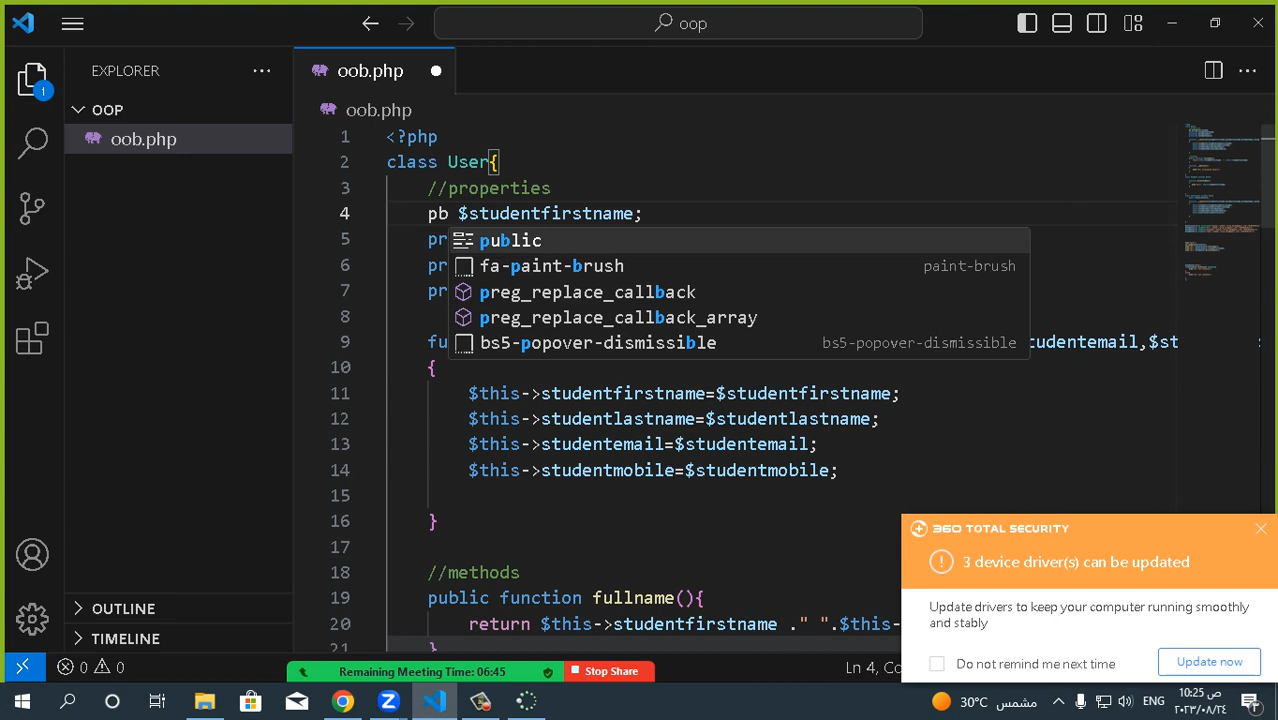 oop
EXPLORER
oob.php
1
OOP
oob.php
oob.php
1 <?php
2 class User{
3 //properties
4 pb $studentfirstname;
5 pr
6 pr
7 pr
8
9 fu
public
fa-paint-brush paint-brush
preg_replace_callback
preg_replace_callback_array
bs5-popover-dismissible bs5-popover-dismissible
tudentemail,$st
10 {
11 $this->studentfirstname=$studentfirstname;
12 $this->studentlastname=$studentlastname;
13 $this->studentemail=$studentemail;
14 $this->studentmobile=$studentmobile;
15
16 }
17
18 //methods
19 public function fullname(){
20 return $this->studentfirstname ." ".$this-
21 }
OUTLINE
TIMELINE
360 TOTAL SECURITY
3 device driver(s) can be updated
Update drivers to keep your computer running smoothly
and stably
Do not remind me next time
Update now
0 0
Remaining Meeting Time: 06:45
Stop Share
Ln 4, Co
30°C مشمس
ENG
10:25 ص
٢٠٢٣/٠٨/٢٤